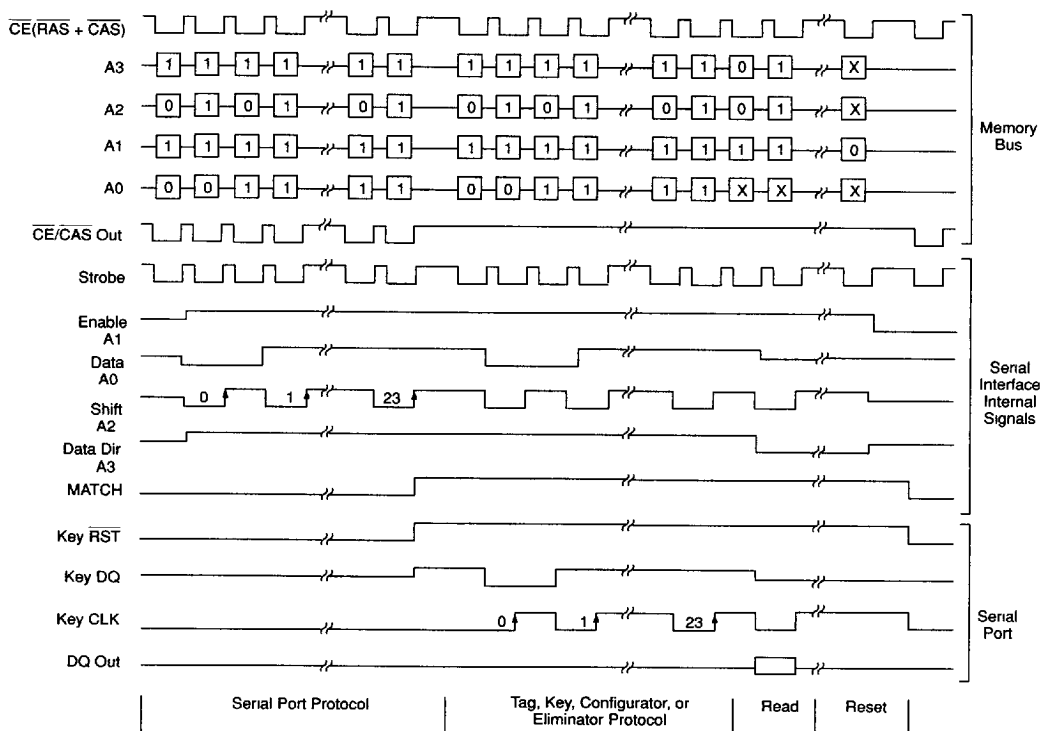 CE(RAS + CAS)
A3 1 1 1 1 1 1 1 1 1 1 1 1 0 1 X
A2 0 1 0 1 0 1 0 1 0 1 0 1 0 1 X
A1 1 1 1 1 1 1 1 1 1 1 1 1 1 1 0
A0 0 0 1 1 1 1 0 0 1 1 1 1 X X X
Memory
Bus
CE/CAS Out
Strobe
Enable
A1
Data
A0
Shift 0 1 23
A2
Data Dir
A3
MATCH
Serial
Interface
Internal
Signals
Key RST
Key DQ
Key CLK 0 1 23
DQ Out
Serial
Port
Serial Port Protocol
Tag, Key, Configurator, or
Eliminator Protocol
Read
Reset